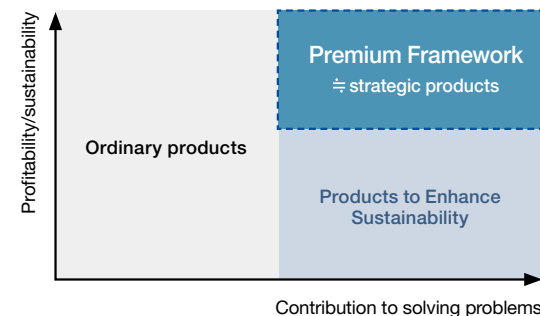 Profitability/sustainability
Premium Framework
≒ strategic products
Ordinary products
Products to Enhance
Sustainability
Contribution to solving problems